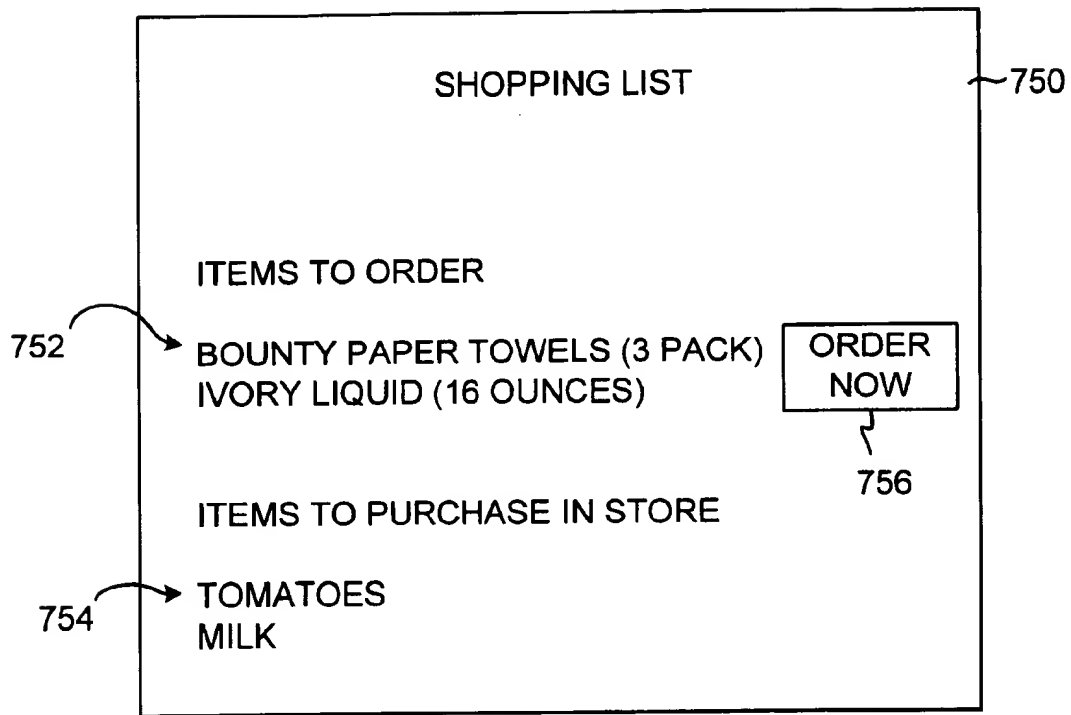 SHOPPING LIST
750
ITEMS TO ORDER
752
BOUNTY PAPER TOWELS (3 PACK)
IVORY LIQUID (16 OUNCES)
ORDER
NOW
756
ITEMS TO PURCHASE IN STORE
754
TOMATOES
MILK